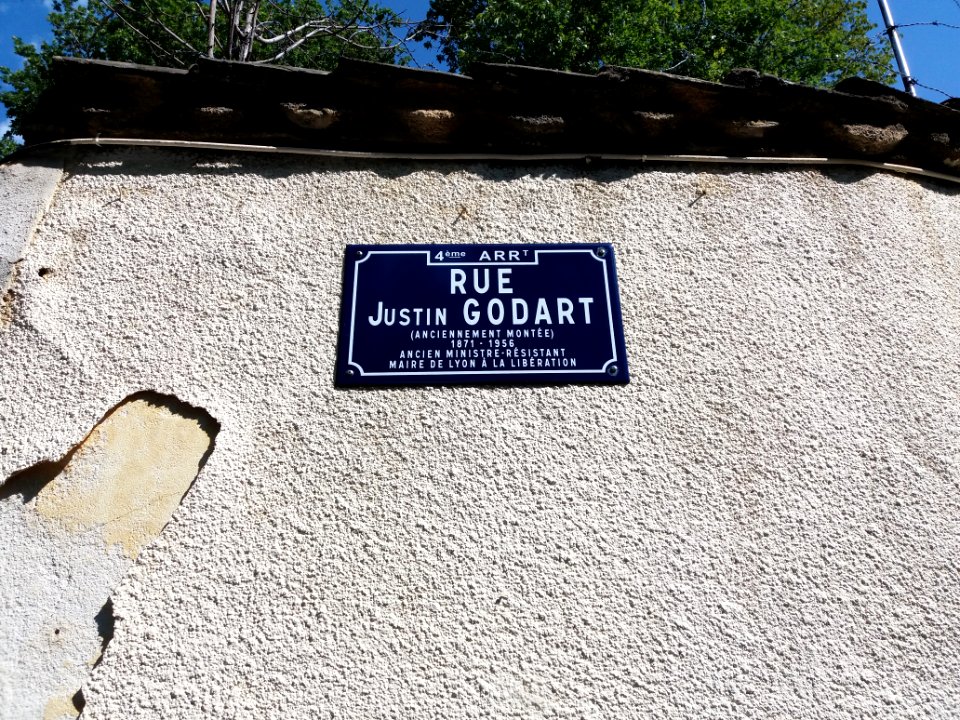 4ème ARRT
RUE
JUSTIN GODART
(ANCIENNEMENT MONTÉE)
1871 - 1956
ANCIEN MINISTRE-RÉSISTANT
MAIRE DE LYON À LA LIBÉRATION